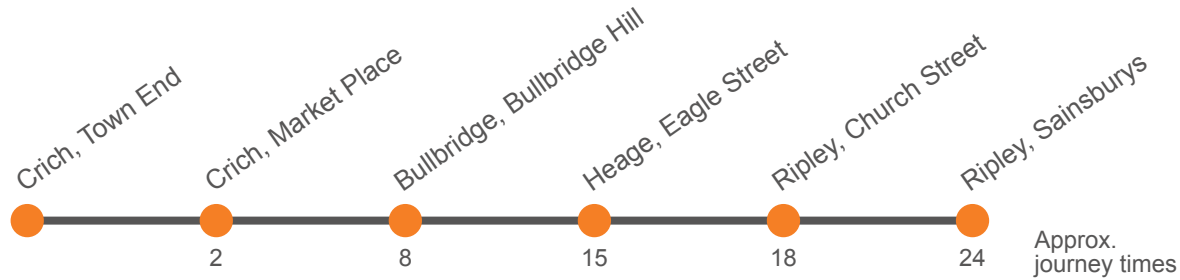 Crich, Town End
Crich, Market Place
Bullbridge, Bullbridge Hill
Heage, Eagle Street
Ripley, Church Street
Ripley, Sainsburys
2
8
15
18
24
Approx.
journey times